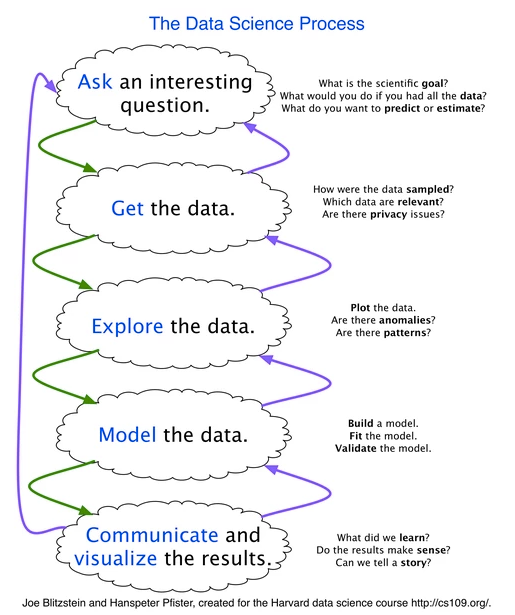 The Data Science Process
Ask an interesting
question.
What is the scientific goal?
What would you do if you had all the data?
What do you want to predict or estimate?
Get the data.
How were the data sampled?
Which data are relevant?
Are there privacy issues?
Explore the data.
Plot the data.
Are there anomalies?
Are there patterns?
Model the data.
Build a model.
Fit the model.
Validate the model.
Communicate and
visualize the results.
What did we learn?
Do the results make sense?
Can we tell a story?
Joe Blitzstein and Hanspeter Pfister, created for the Harvard data science course http://cs109.org/.